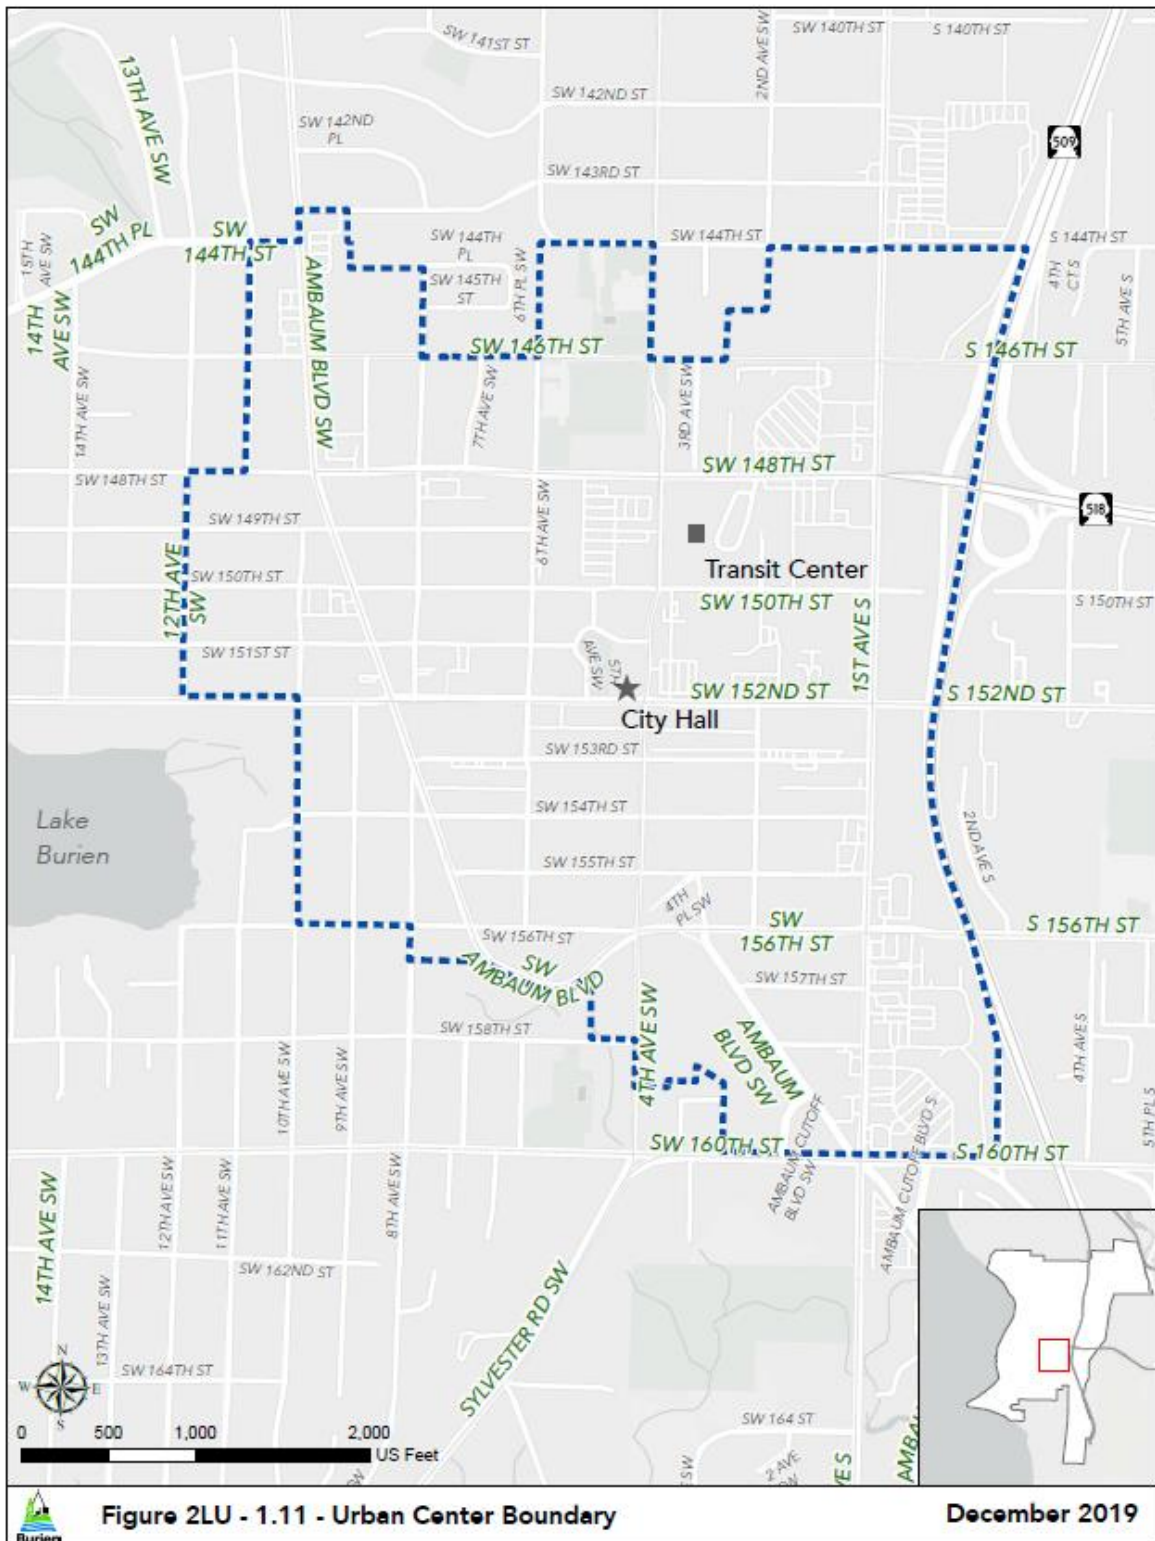 SW 141ST ST
2ND AVE SW
SW 140TH ST
S 140TH ST
13TH AVE SW
SW 142ND ST
SW 142ND
PL
509
SW 143RD ST
SW
144TH PL
SW
144TH ST
15TH
AVE SW
SW 144TH
PL
SW 144TH ST
S 144TH ST
4TH
CT S
5TH AVE S
SW 145TH
ST
6TH PL SW
14TH
AVE SW
AMBAUM BLVD SW
SW 146TH ST
S 146TH ST
14TH AVE SW
7TH AVE SW
3RD AVE SW
SW 148TH ST
SW 148TH ST
518
SW 149TH ST
6TH AVE SW
Transit Center
12TH AVE
SW
SW 150TH ST
SW 150TH ST
S 150TH ST
1ST AVE S
SW 151ST ST
5TH
AVE SW
SW 152ND ST
S 152ND ST
City Hall
SW 153RD ST
Lake
Burien
SW 154TH ST
2ND AVE S
SW 155TH ST
4TH
PL SW
SW
156TH ST
S 156TH ST
SW 156TH ST
SW
AMBAUM BLVD
SW 157TH ST
4TH AVE SW
SW 158TH ST
AMBAUM
BLVD SW
4TH AVE S
10TH AVE SW
9TH AVE SW
5TH PL S
SW 160TH ST
S 160TH ST
AMBAUM CUTOFF
BLVD SW
AMBAUM CUTOFF BLVD S
14TH AVE SW
12TH AVE SW
11TH AVE SW
8TH AVE SW
SW 162ND ST
SYLVESTER RD SW
13TH AVE SW
SW 164TH ST
SW 164 ST
2 AVE
SW
VE S
AMBAU
N
W E
S
0 500 1,000 2,000
US Feet
Burien
Figure 2LU - 1.11 - Urban Center Boundary
December 2019